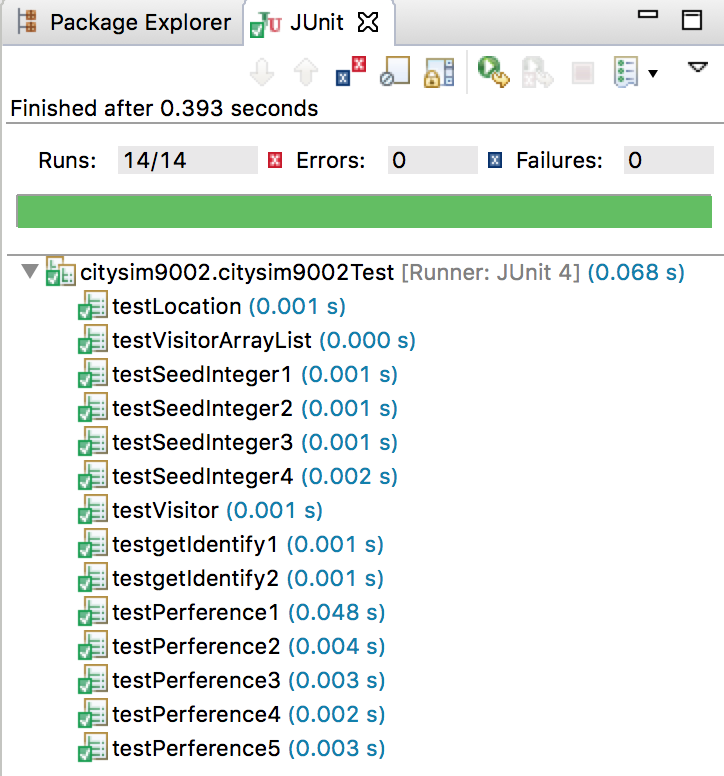 Package Explorer JUnit
Finished after 0.393 seconds
Runs: 14/14 Errors: 0 Failures: 0
citysim9002.citysim9002Test [Runner: JUnit 4] (0.068 s)
testLocation (0.001 s)
testVisitorArrayList (0.000 s)
testSeedInteger1 (0.001 s)
testSeedInteger2 (0.001 s)
testSeedInteger3 (0.001 s)
testSeedInteger4 (0.002 s)
testVisitor (0.001 s)
testgetIdentify1 (0.001 s)
testgetIdentify2 (0.001 s)
testPerference1 (0.048 s)
testPerference2 (0.004 s)
testPerference3 (0.003 s)
testPerference4 (0.002 s)
testPerference5 (0.003 s)